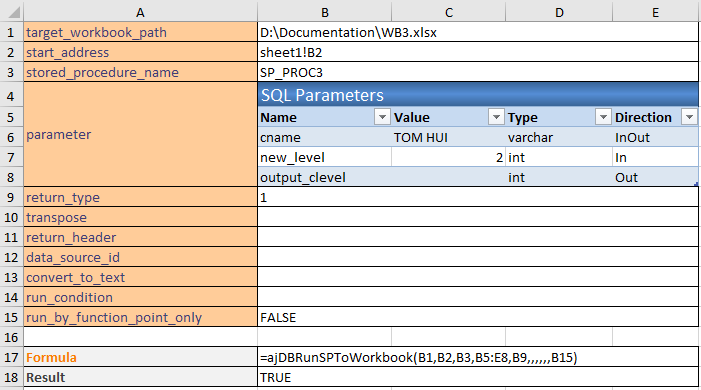 A B C D E
1 target_workbook_path D:\Documentation\WB3.xlsx
2 start_address sheet1!B2
3 stored_procedure_name SP_PROC3
4 SQL Parameters
5 Name Value Type Direction
parameter
6 cname TOM HUI varchar InOut
7 new_level 2 int In
8 output_clevel int Out
9 return_type 1
10 transpose
11 return_header
12 data_source_id
13 convert_to_text
14 run_condition
15 run_by_function_point_only FALSE
16
17 Formula =ajDBRunSPToWorkbook(B1,B2,B3,B5:E8,B9,,,,,,B15)
18 Result TRUE